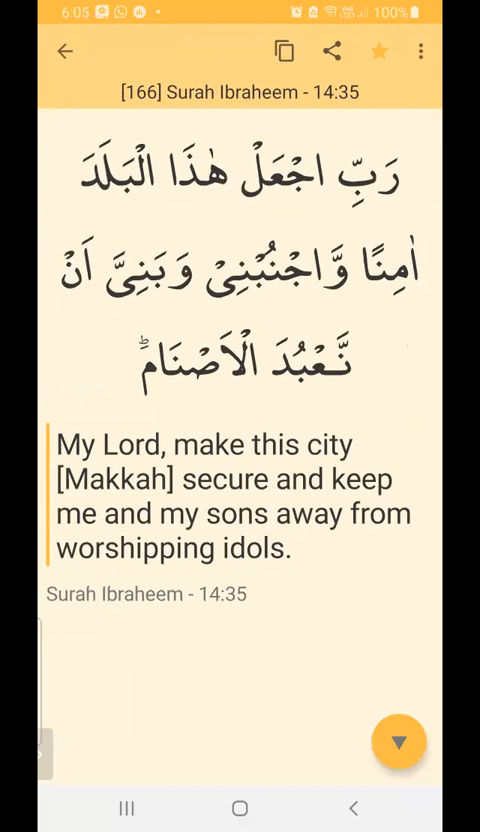 6:05
100%
[166] Surah Ibraheem - 14:35
رَبِّ اجْعَلْ هٰذَا الْبَلَدَ
اٰمِنًا وَّاجْنُبْنِيْ وَبَنِيَّ اَنْ
نَّعْبُدَ الْاَصْنَامَؕ
My Lord, make this city
[Makkah] secure and keep
me and my sons away from
worshipping idols.
Surah Ibraheem - 14:35